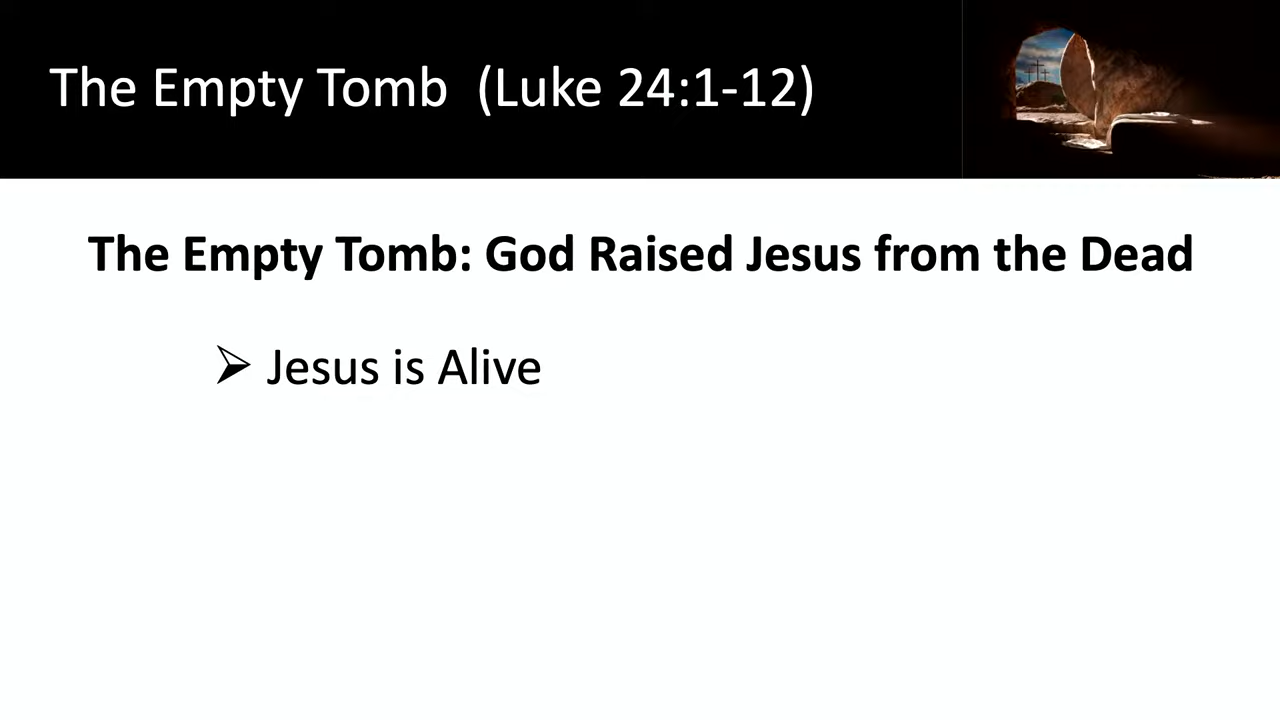 The Empty Tomb  (Luke 24:1-12)
The Empty Tomb: God Raised Jesus from the Dead
➢ Jesus is Alive